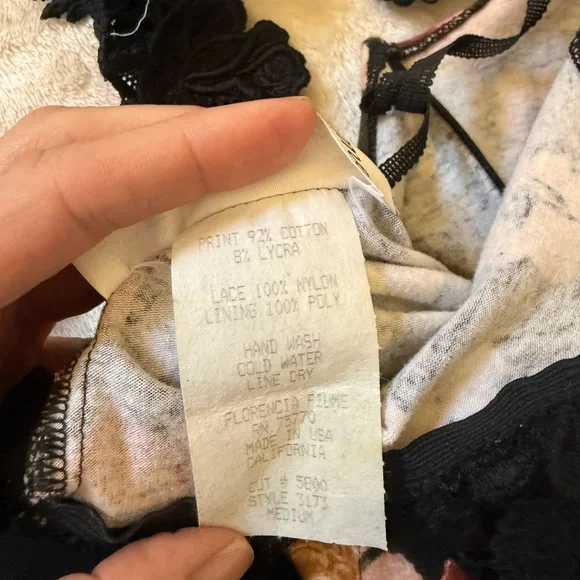 PRINT 92% COTTON
8% LYCRA
LACE 100% NYLON
LINING 100% POLY
HAND WASH
COLD WATER
LINE DRY
FLORENCIA FIUME
RN 75770
MADE IN USA
CALIFORNIA
CUT # 5800
STYLE 3173
MEDIUM